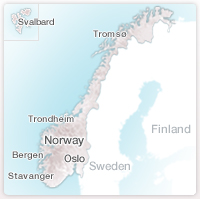 Svalbard
Tromsø
Trondheim
Finland
Norway
Bergen
Oslo
Sweden
Stavanger